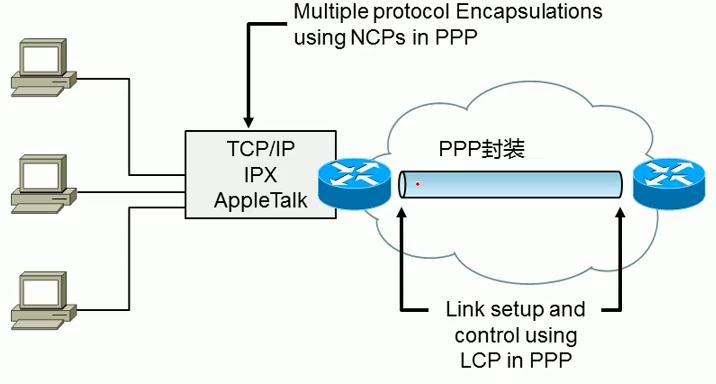 Multiple protocol Encapsulations
using NCPs in PPP
TCP/IP
IPX
AppleTalk
PPP封装
Link setup and
control using
LCP in PPP